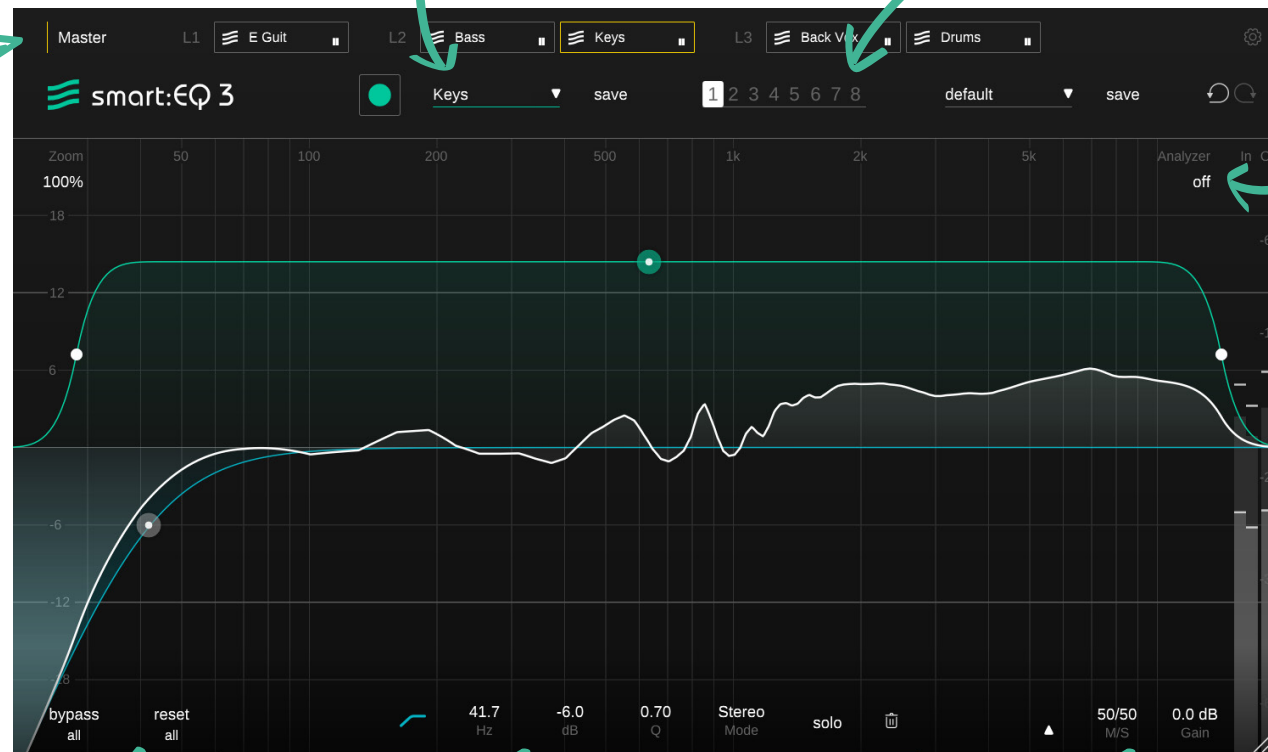 Master L1 E Guit L2 Bass Keys L3 Back Vox Drums
smart:EQ 3 Keys save 1 2 3 4 5 6 7 8 default save
Zoom 50 100 200 500 1k 2k 5k Analyzer In
100% off
18
12
6
-6
-12
bypass all reset all 41.7 Hz -6.0 dB 0.70 Q Stereo Mode solo 50/50 M/S 0.0 dB Gain